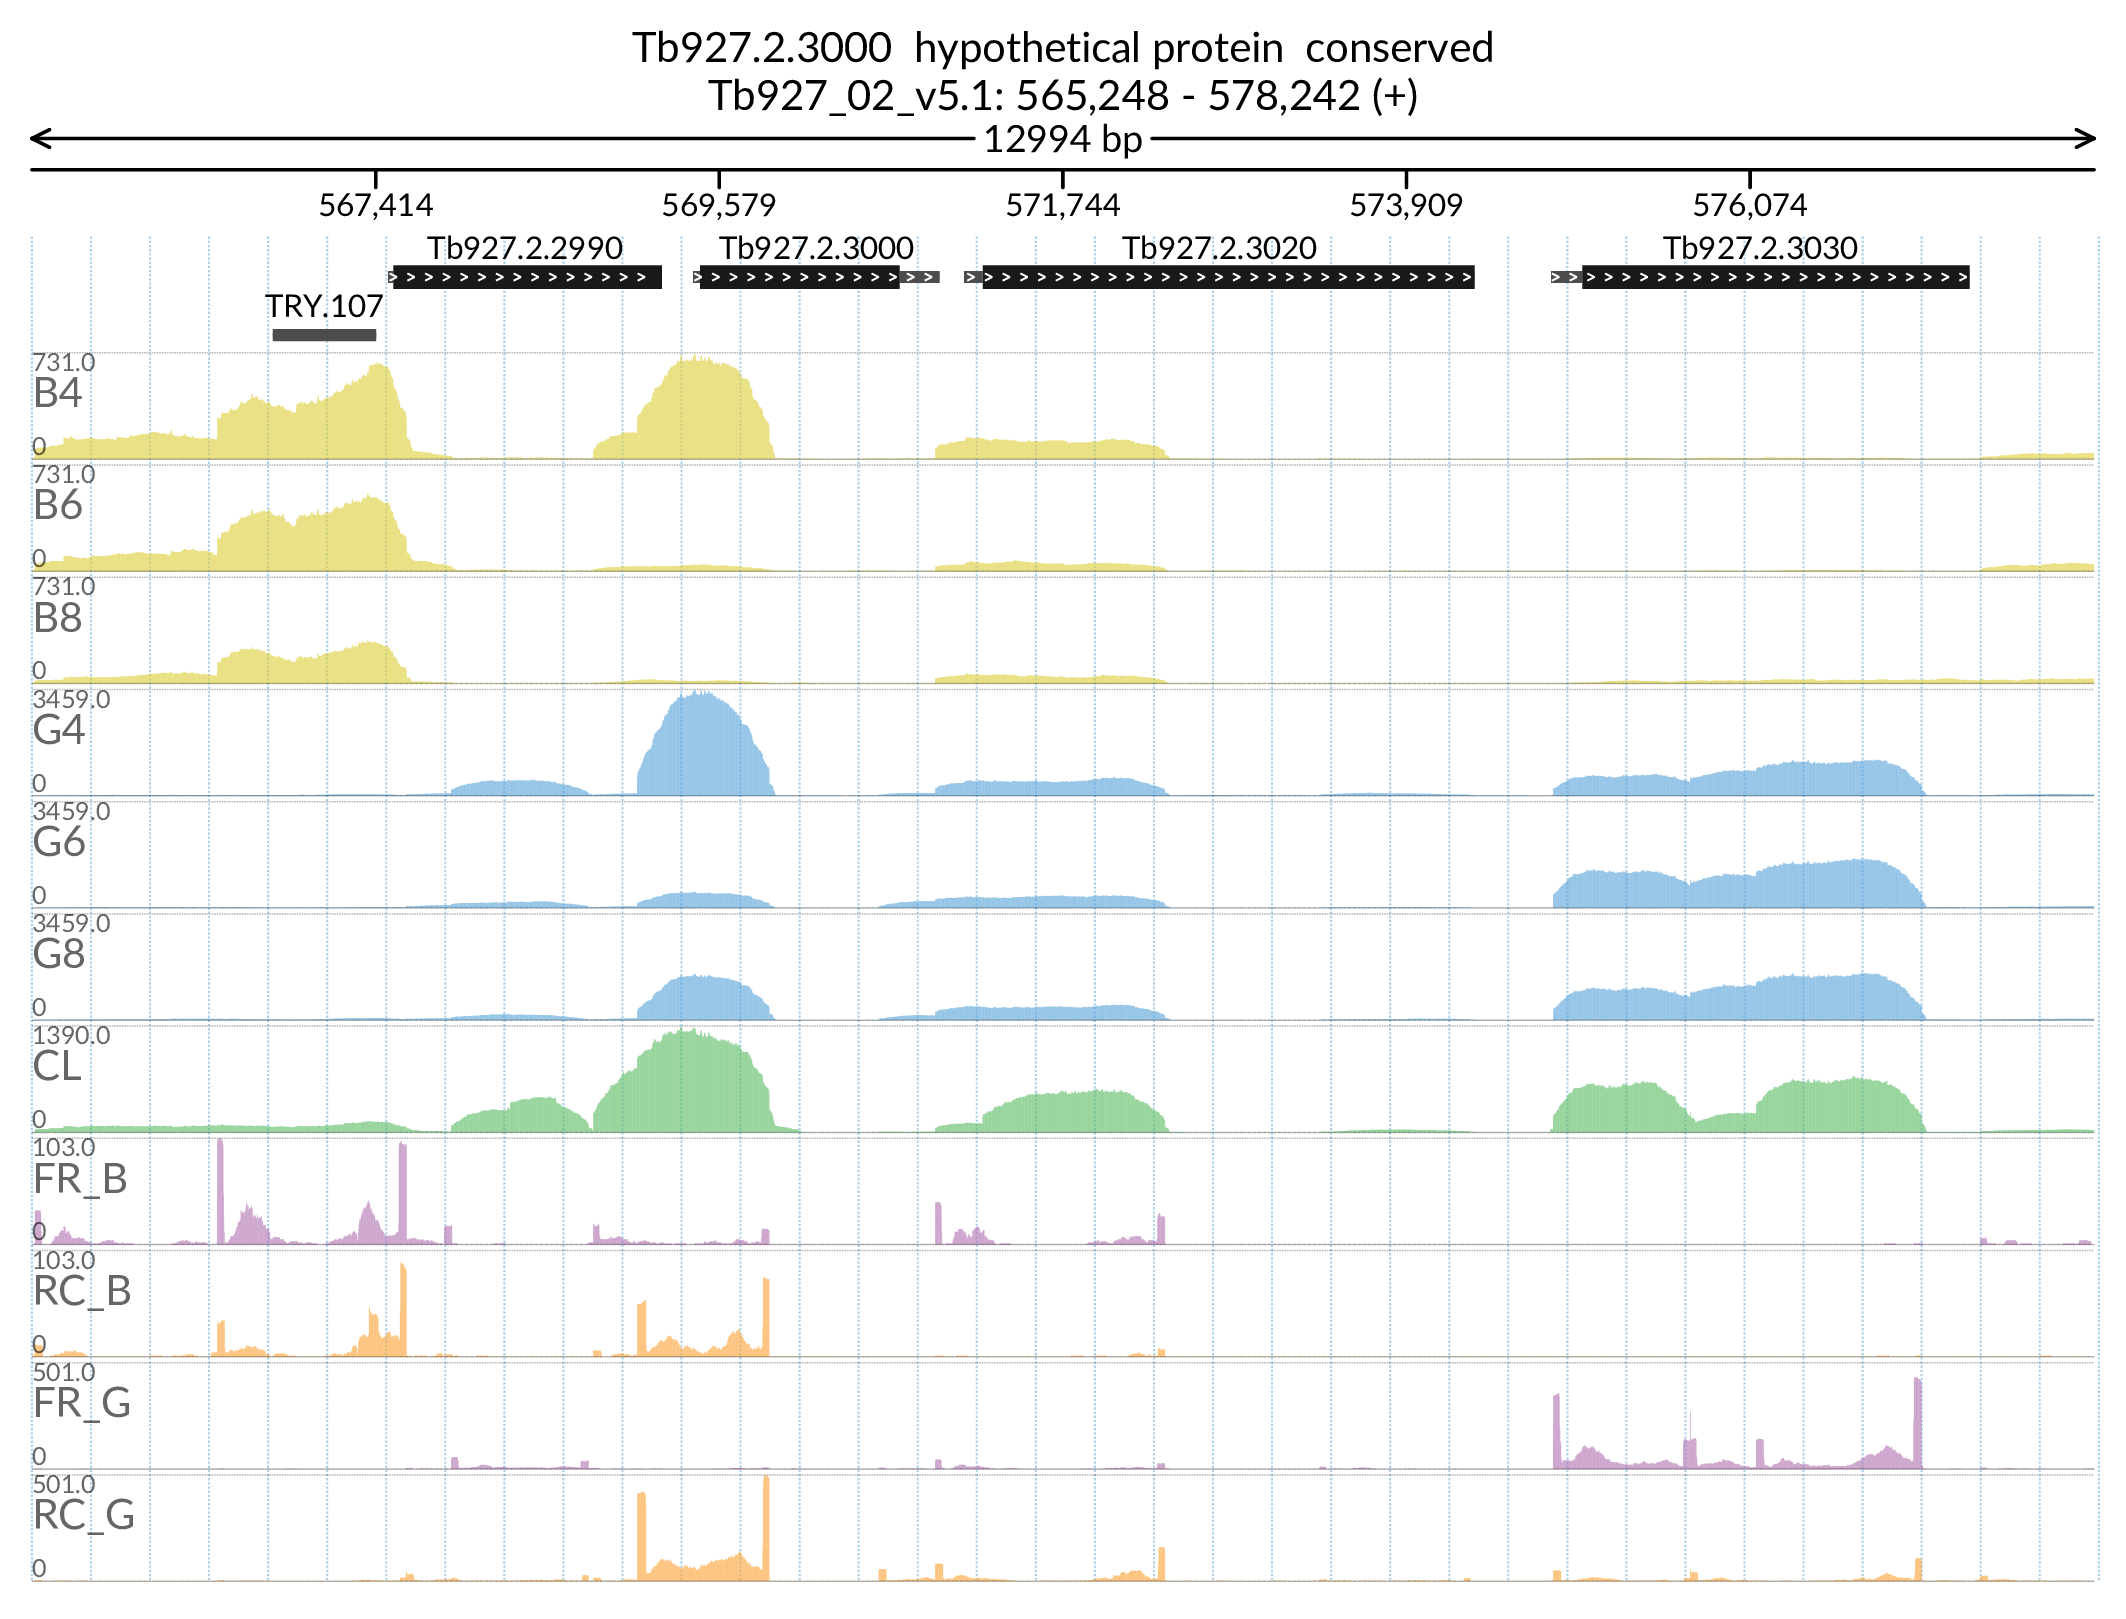 Tb927.2.3000 hypothetical protein conserved
Tb927_02_v5.1: 565,248 - 578,242 (+)
12994 bp
567,414 569,579 571,744 573,909 576,074
Tb927.2.2990 Tb927.2.3000 Tb927.2.3020 Tb927.2.3030
TRY.107
731.0
B4
0
731.0
B6
0
731.0
B8
0
3459.0
G4
0
3459.0
G6
0
3459.0
G8
0
1390.0
CL
0
103.0
FR_B
0
103.0
RC_B
0
501.0
FR_G
0
501.0
RC_G
0